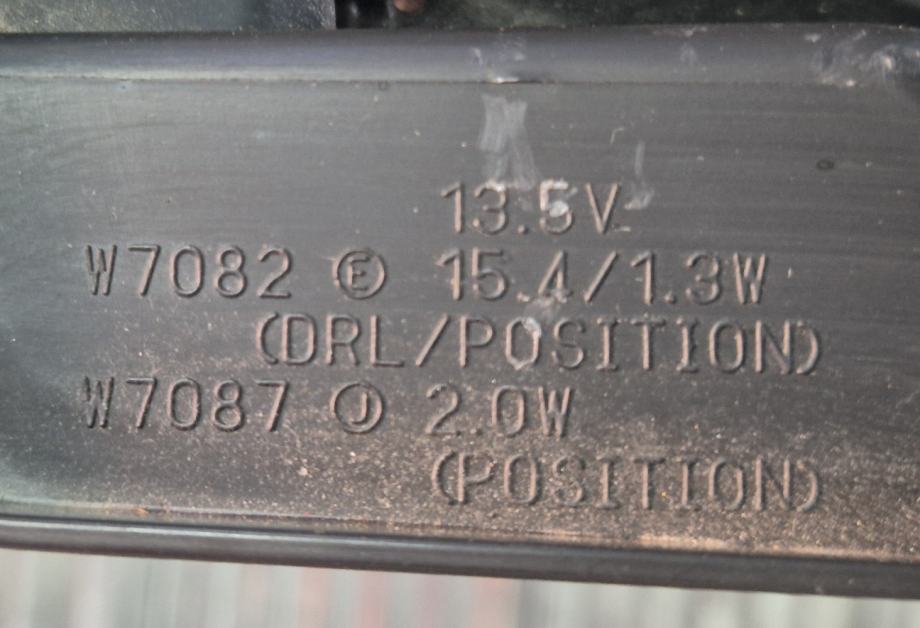 13.5V
W7082 Ⓔ 15.4/1.3W
(DRL/POSITION)
W7087 Ⓙ 2.0W
(POSITION)